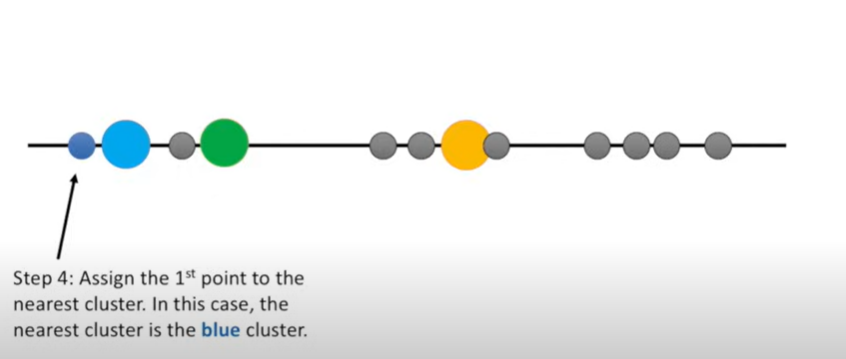 Step 4: Assign the 1st point to the
nearest cluster. In this case, the
nearest cluster is the blue cluster.